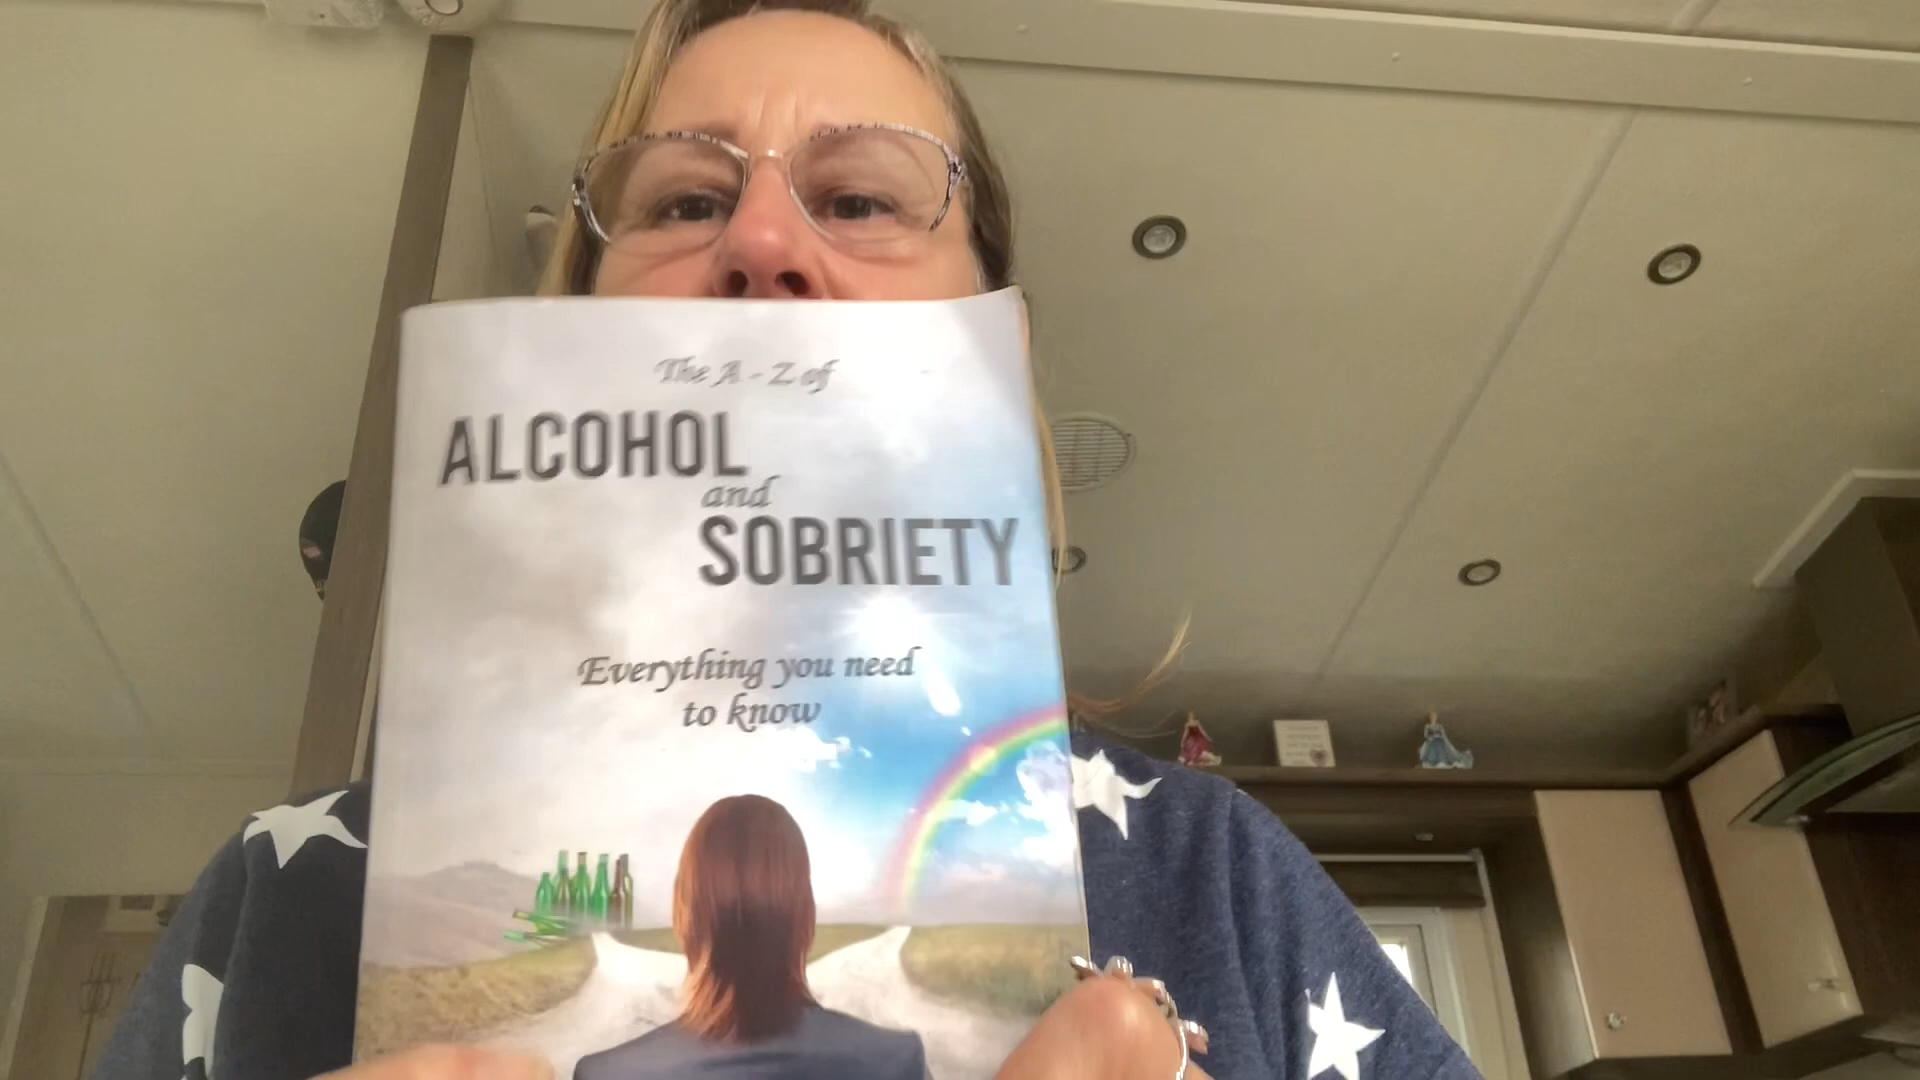 The A - Z of
ALCOHOL
and
SOBRIETY
Everything you need
to know